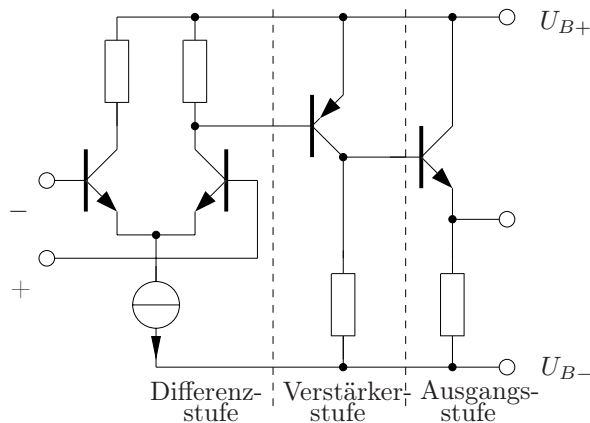 U_{B+}
−
+
Differenz-
stufe
Verstärker-
stufe
Ausgangs-
stufe
U_{B−}